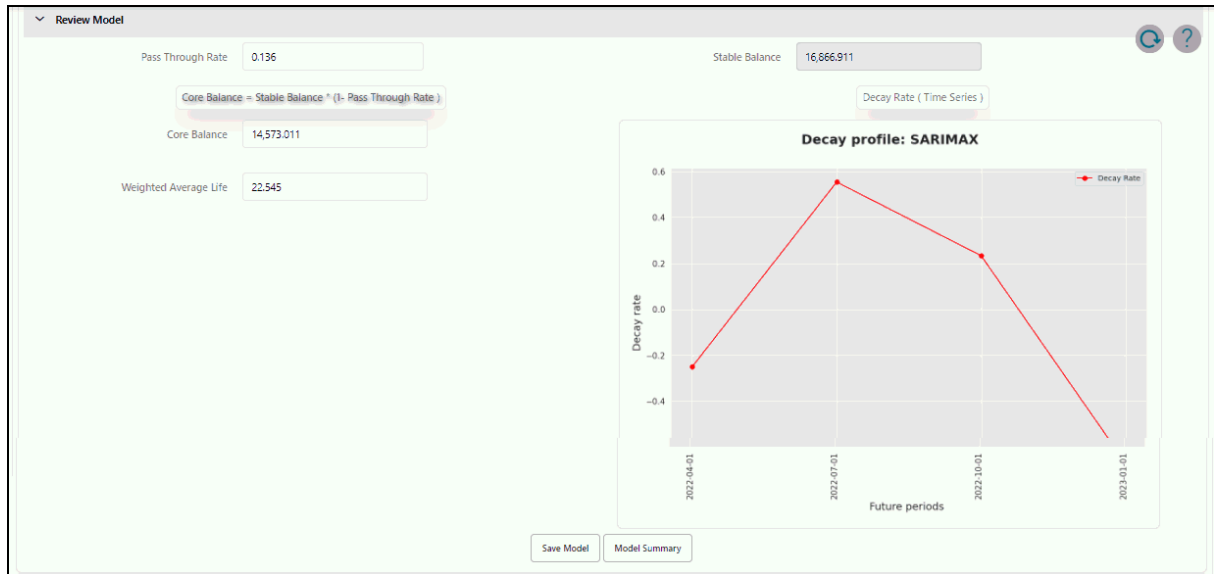 Review Model
Pass Through Rate 0.136
Stable Balance 16,866.911
?
Core Balance = Stable Balance * (1- Pass Through Rate )
Decay Rate ( Time Series )
Core Balance 14,573.011
Weighted Average Life 22.545
Decay profile: SARIMAX
Decay Rate
0.6
0.4
0.2
0.0
−0.2
−0.4
Decay rate
2022-04-01
2022-07-01
2022-10-01
2023-01-01
Future periods
Save Model
Model Summary